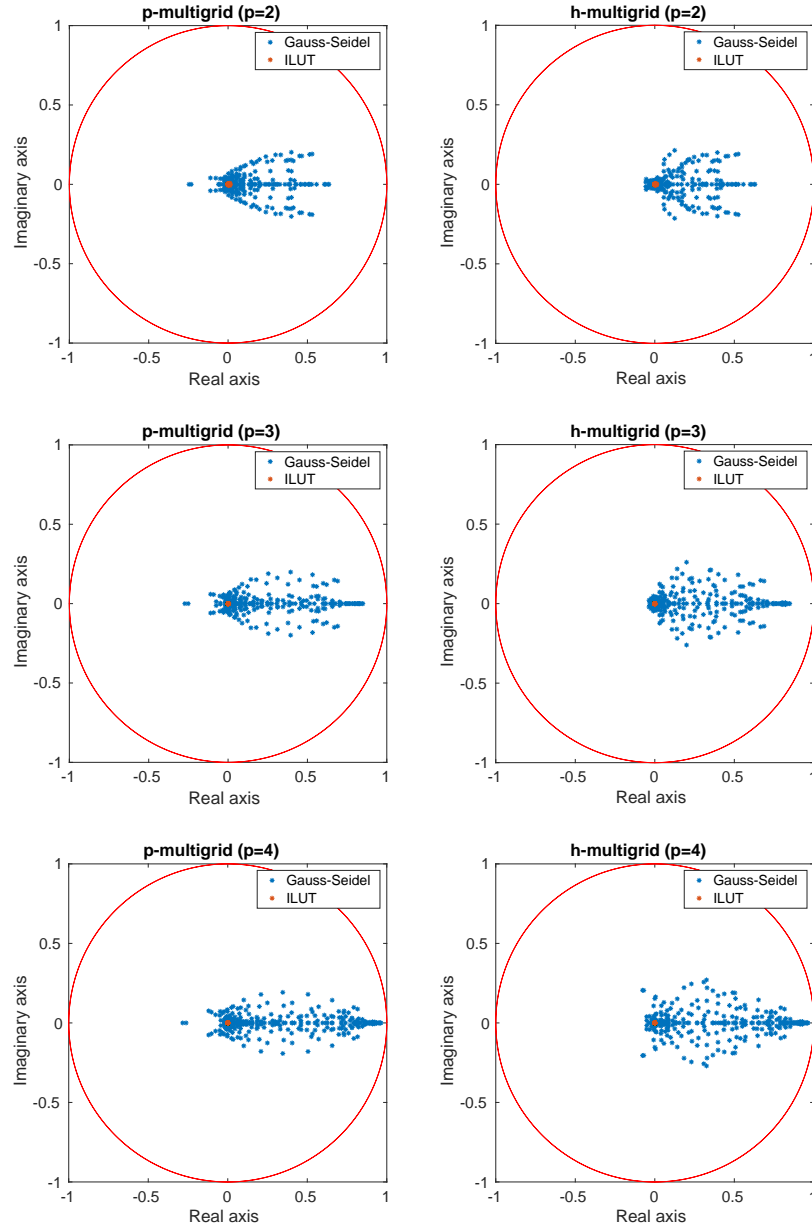 p-multigrid (p=2)
1
0.5
0
-0.5
-1
Imaginary axis
-1
-0.5
0
0.5
1
Real axis
Gauss-Seidel
ILUT
h-multigrid (p=2)
1
0.5
0
-0.5
-1
Imaginary axis
-1
-0.5
0
0.5
1
Real axis
Gauss-Seidel
ILUT
p-multigrid (p=3)
1
0.5
0
-0.5
-1
Imaginary axis
-1
-0.5
0
0.5
1
Real axis
Gauss-Seidel
ILUT
h-multigrid (p=3)
1
0.5
0
-0.5
-1
Imaginary axis
-1
-0.5
0
0.5
1
Real axis
Gauss-Seidel
ILUT
p-multigrid (p=4)
1
0.5
0
-0.5
-1
Imaginary axis
-1
-0.5
0
0.5
1
Real axis
Gauss-Seidel
ILUT
h-multigrid (p=4)
1
0.5
0
-0.5
-1
Imaginary axis
-1
-0.5
0
0.5
1
Real axis
Gauss-Seidel
ILUT